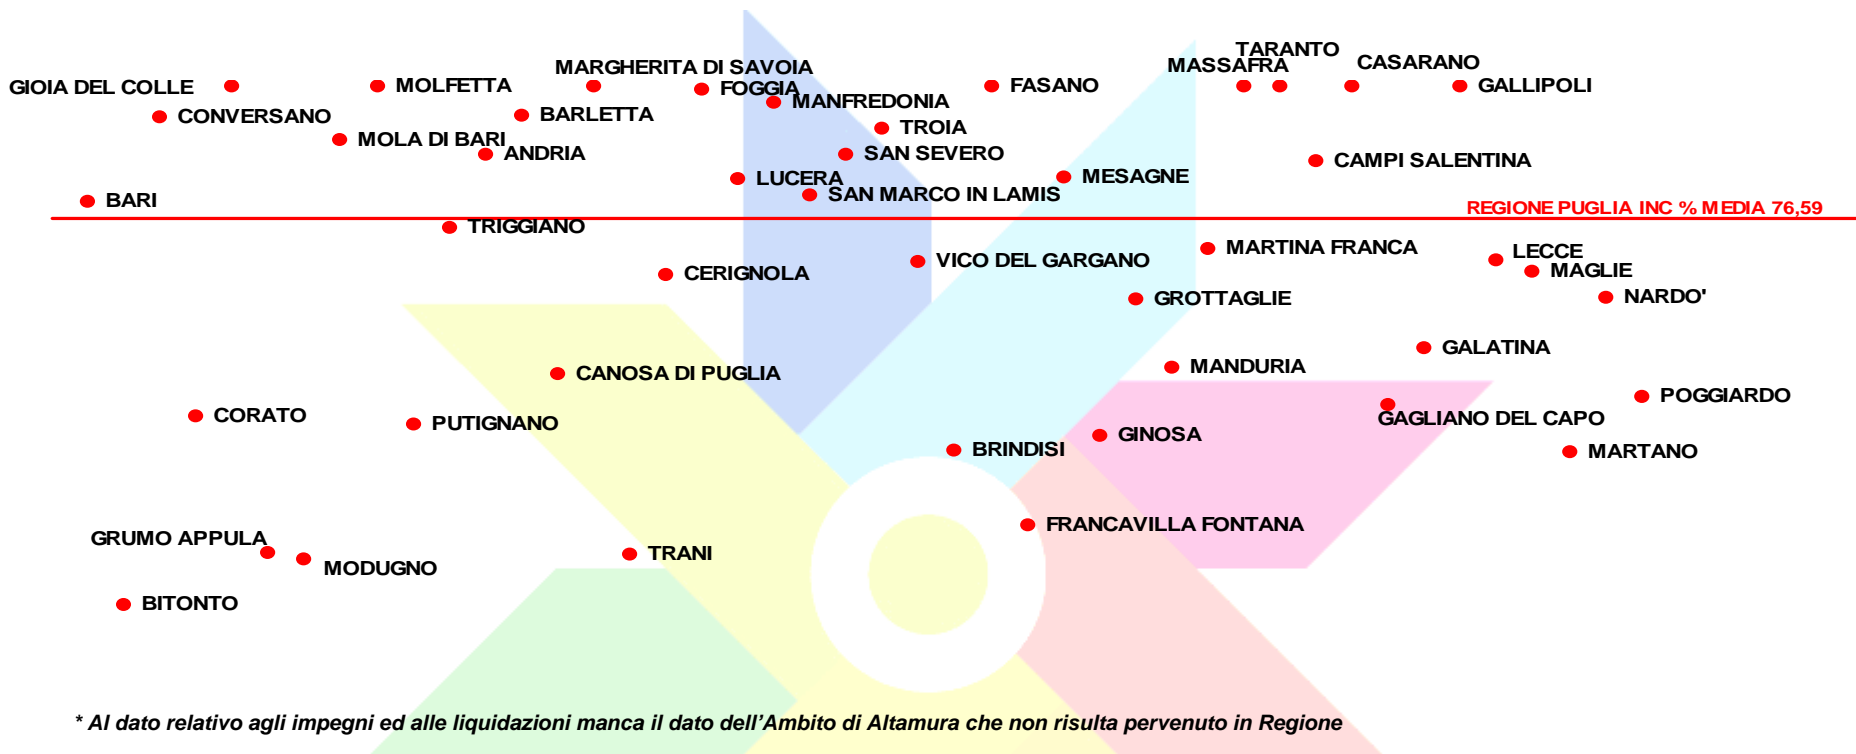 TARANTO
MASSAFRA
CASARANO
MARGHERITA DI SAVOIA
GIOIA DEL COLLE
MOLFETTA
FOGGIA
FASANO
GALLIPOLI
MANFREDONIA
CONVERSANO
BARLETTA
TROIA
MOLA DI BARI
ANDRIA
SAN SEVERO
CAMPI SALENTINA
LUCERA
MESAGNE
SAN MARCO IN LAMIS
BARI
REGIONE PUGLIA INC % MEDIA 76,59
TRIGGIANO
MARTINA FRANCA
LECCE
VICO DEL GARGANO
MAGLIE
CERIGNOLA
GROTTAGLIE
NARDO'
GALATINA
CANOSA DI PUGLIA
MANDURIA
POGGIARDO
CORATO
PUTIGNANO
GAGLIANO DEL CAPO
GINOSA
BRINDISI
MARTANO
FRANCAVILLA FONTANA
GRUMO APPULA
TRANI
MODUGNO
BITONTO
* Al dato relativo agli impegni ed alle liquidazioni manca il dato dell'Ambito di Altamura che non risulta pervenuto in Regione